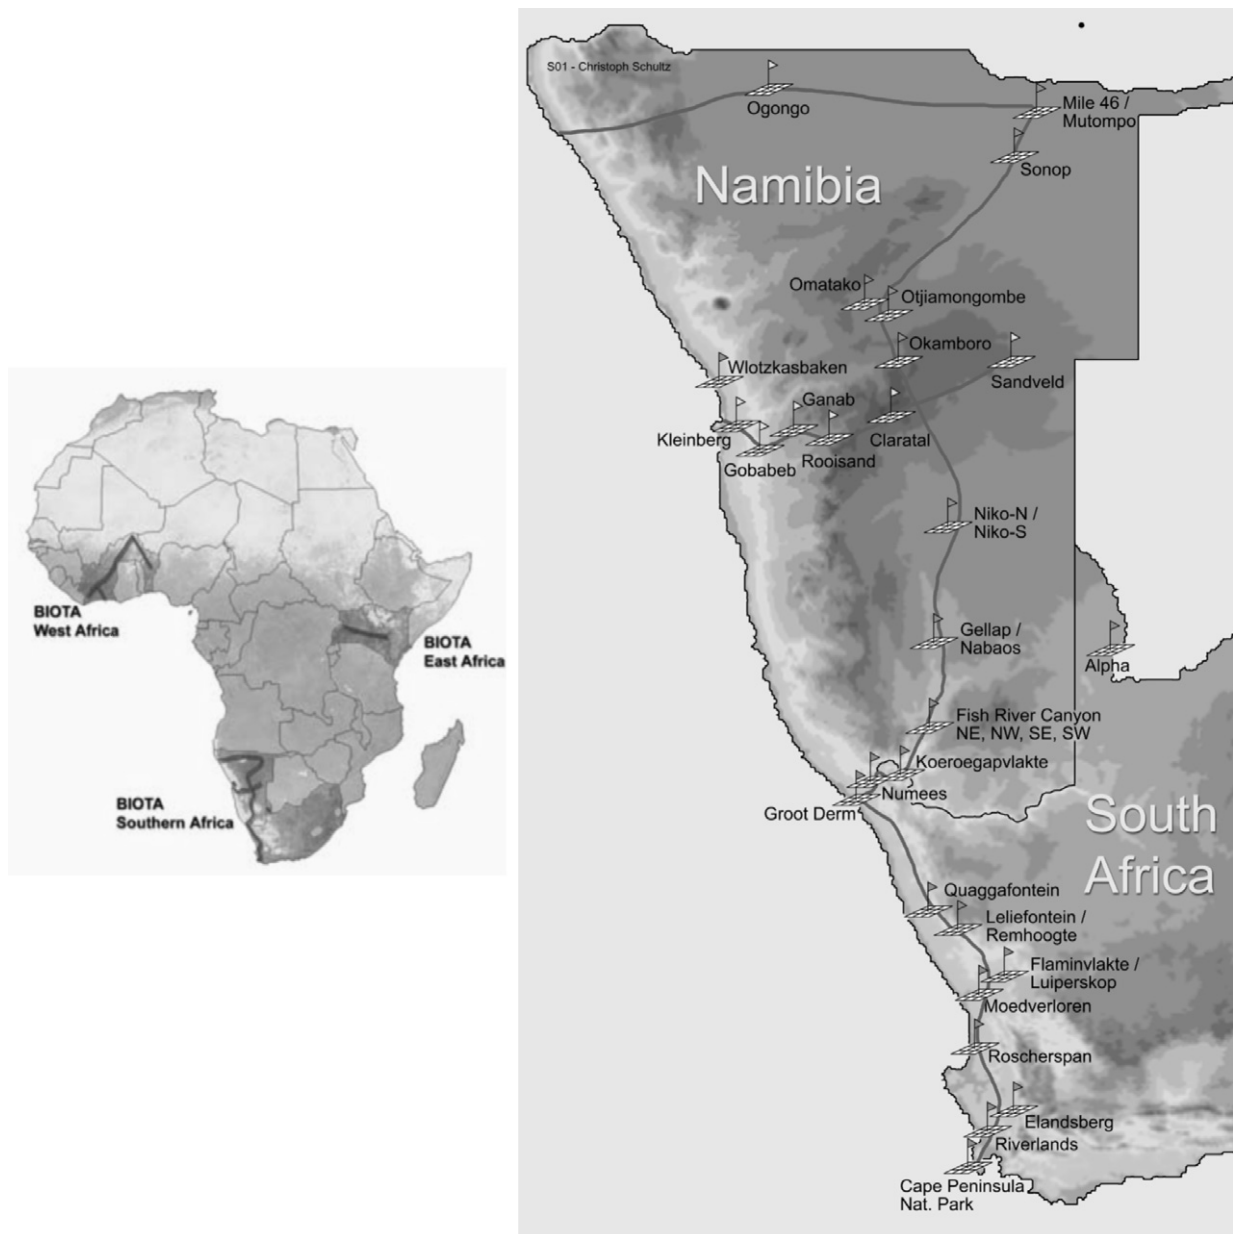 BIOTA
West Africa
BIOTA
East Africa
BIOTA
Southern Africa
S01 - Christoph Schultz
Ogongo
Mile 46 /
Mutompo
Sonop
Namibia
Omatako
Otjiamongombe
Okamboro
Sandveld
Wlotzkasbaken
Ganab
Kleinberg
Claratal
Rooisand
Gobabeb
Niko-N /
Niko-S
Gellap /
Nabaos
Alpha
Fish River Canyon
NE, NW, SE, SW
Koeroegapvlakte
Numees
Groot Derm
South
Africa
Quaggafontein
Leliefontein /
Remhoogte
Flaminvlakte /
Luiperskop
Moedverloren
Roscherspan
Elandsberg
Riverlands
Cape Peninsula
Nat. Park